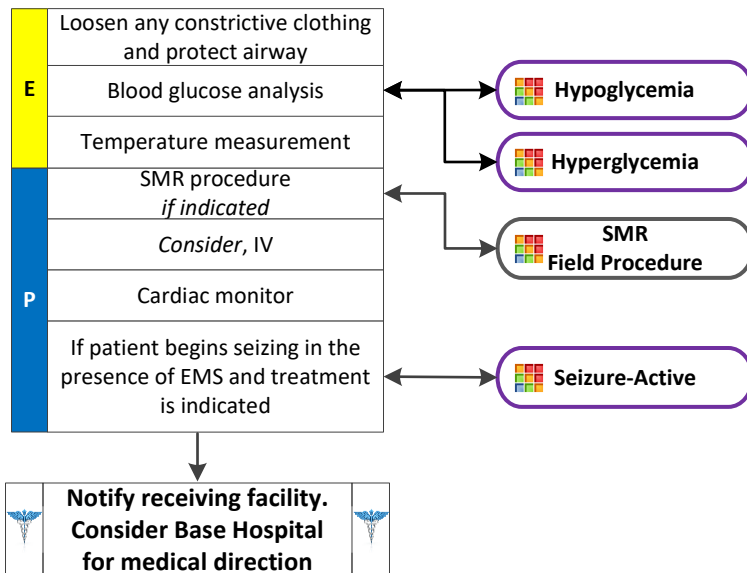 Loosen any constrictive clothing
and protect airway
E
Blood glucose analysis
Hypoglycemia
Temperature measurement
Hyperglycemia
SMR procedure
if indicated
SMR
Field Procedure
Consider, IV
P
Cardiac monitor
If patient begins seizing in the
presence of EMS and treatment
is indicated
Seizure-Active
Notify receiving facility.
Consider Base Hospital
for medical direction